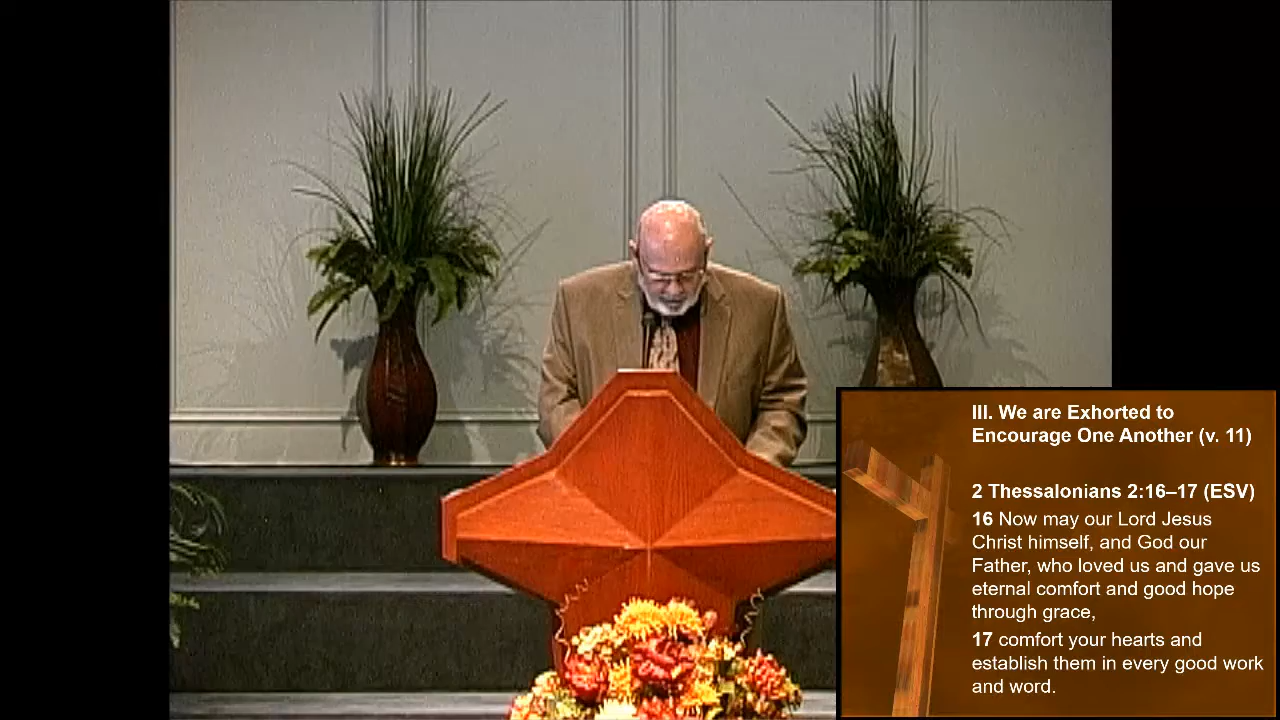 III. We are Exhorted to
Encourage One Another (v. 11)
2 Thessalonians 2:16–17 (ESV)
16 Now may our Lord Jesus
Christ himself, and God our
Father, who loved us and gave us
eternal comfort and good hope
through grace,
17 comfort your hearts and
establish them in every good work
and word.